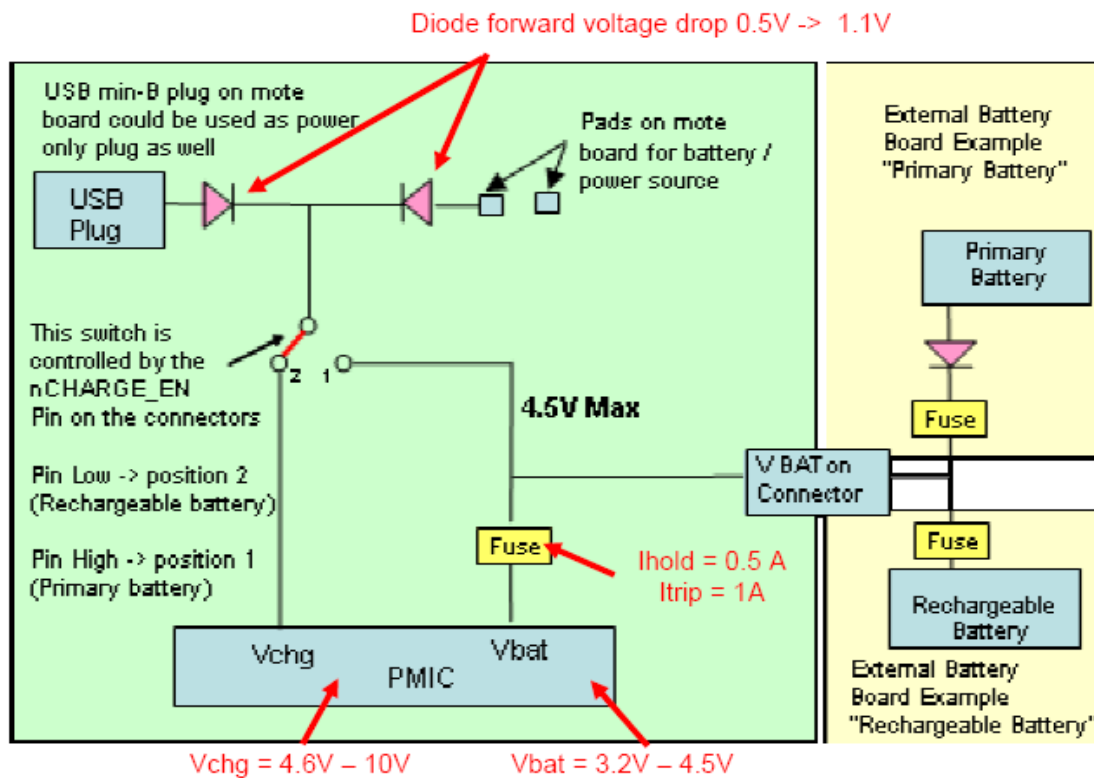 Diode forward voltage drop 0.5V -> 1.1V
USB min-B plug on mote
board could be used as power
only plug as well
Pads on mote
board for battery /
power source
External Battery
Board Example
"Primary Battery"
USB
Plug
Primary
Battery
This switch is
controlled by the
nCHARGE_EN
Pin on the connectors
2
1
4.5V Max
Fuse
Pin Low -> position 2
(Rechargeable battery)
V BAT on
Connector
Pin High -> position 1
(Primary battery)
Fuse
Ihold = 0.5 A
Itrip = 1A
Fuse
Rechargeable
Battery
Vchg
Vbat
PMIC
External Battery
Board Example
"Rechargeable Battery"
Vchg = 4.6V – 10V
Vbat = 3.2V – 4.5V